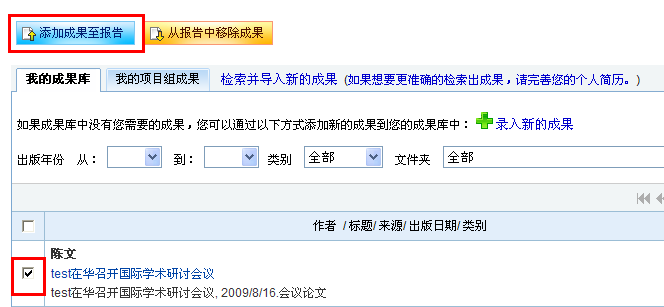 添加成果至报告 从报告中移除成果
我的成果库 我的项目组成果 检索并导入新的成果 (如果想要更准确的检索出成果，请完善您的个人简历。)
如果成果库中没有您需要的成果，您可以通过以下方式添加新的成果到您的成果库中： 录入新的成果
出版年份 从： 到： 类别 全部 文件夹 全部
作者 /标题/来源/出版日期/类别
陈文
test在华召开国际学术研讨会议
test在华召开国际学术研讨会议, 2009/8/16.会议论文